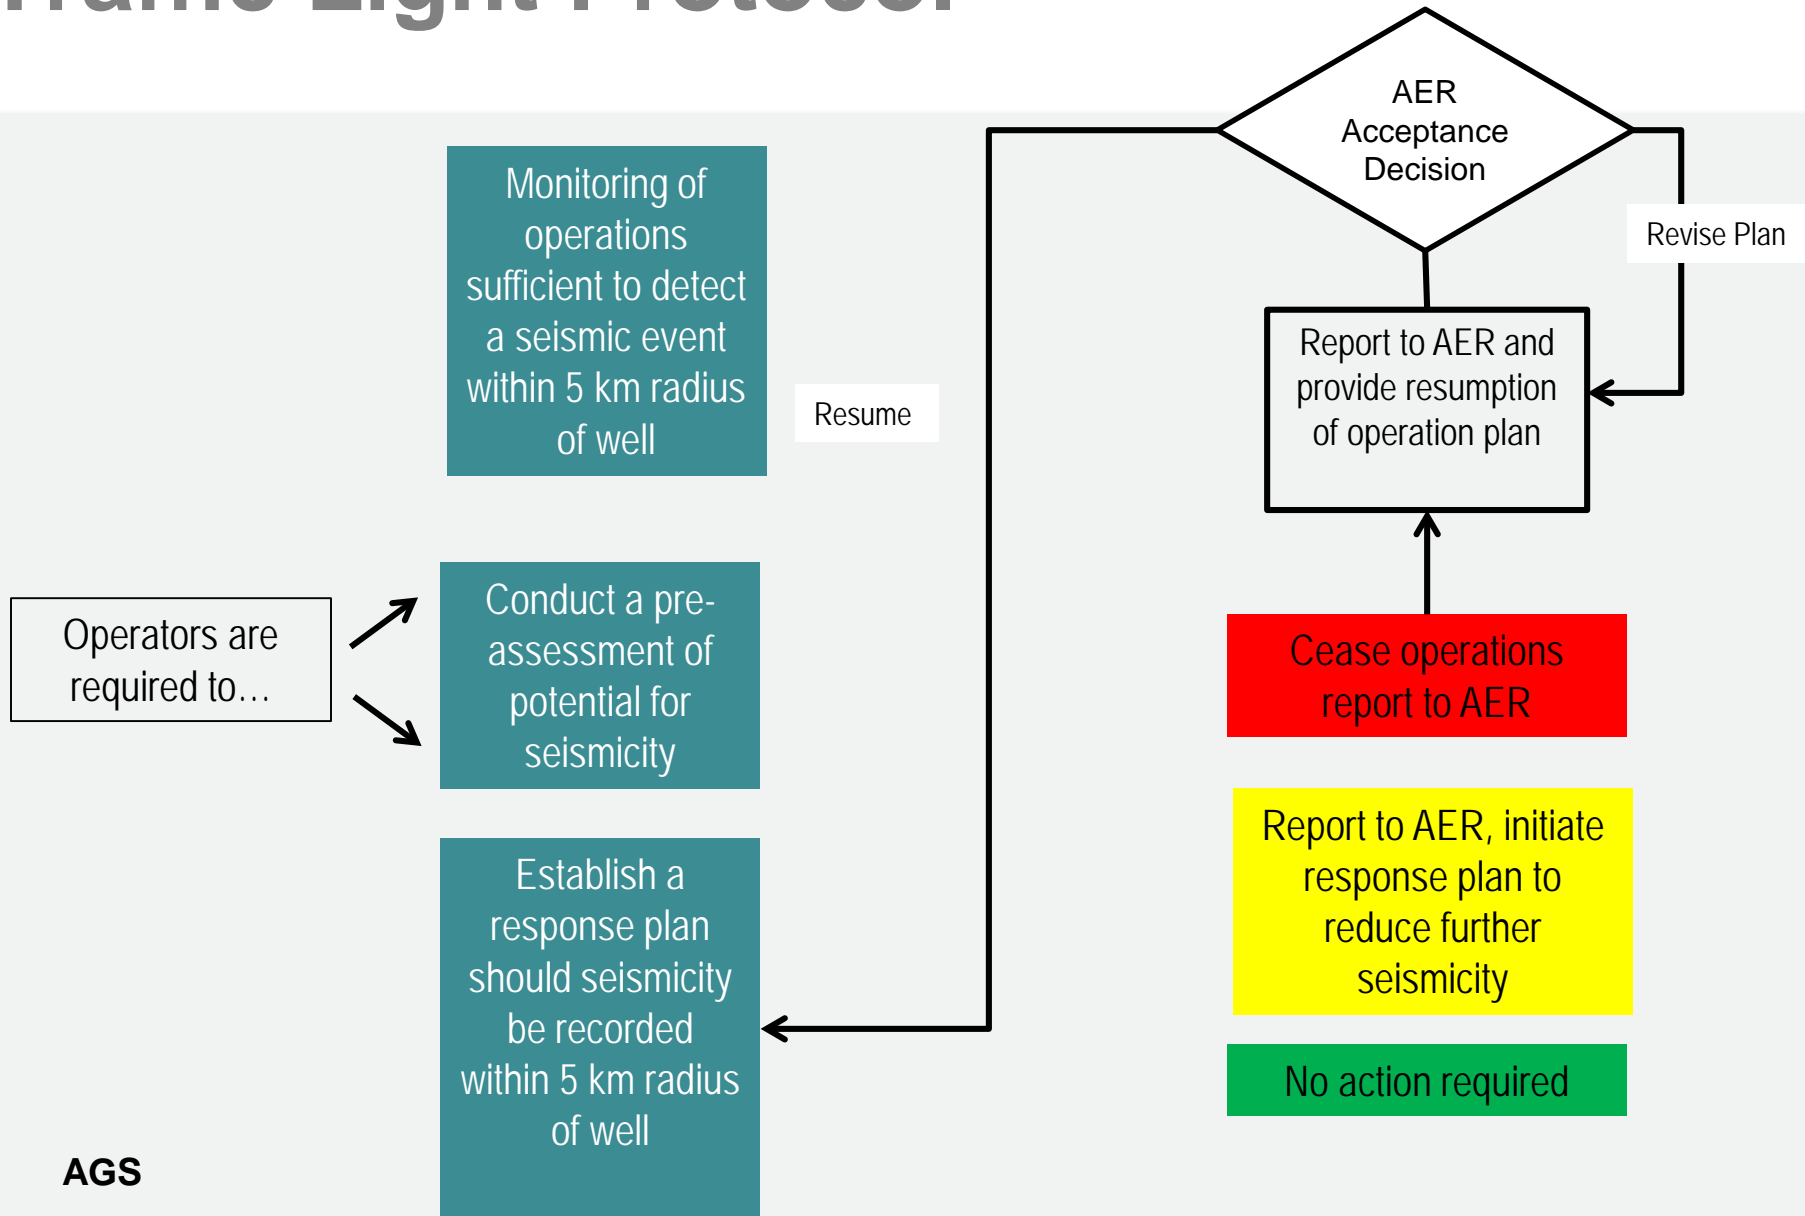 Traffic Light Protocol
AER
Acceptance
Decision
Monitoring of
operations
sufficient to detect
a seismic event
within 5 km radius
of well
Revise Plan
Report to AER and
provide resumption
of operation plan
Resume
Operators are
required to…
Conduct a pre-
assessment of
potential for
seismicity
Cease operations
report to AER
Report to AER, initiate
response plan to
reduce further
seismicity
Establish a
response plan
should seismicity
be recorded
within 5 km radius
of well
No action required
AGS